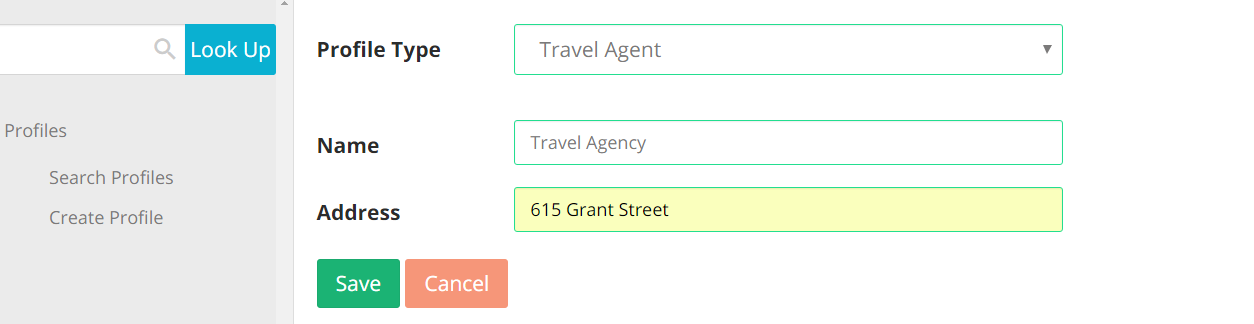 Look Up
Profiles
Search Profiles
Create Profile
Profile Type
Travel Agent
Name
Travel Agency
Address
615 Grant Street
Save
Cancel